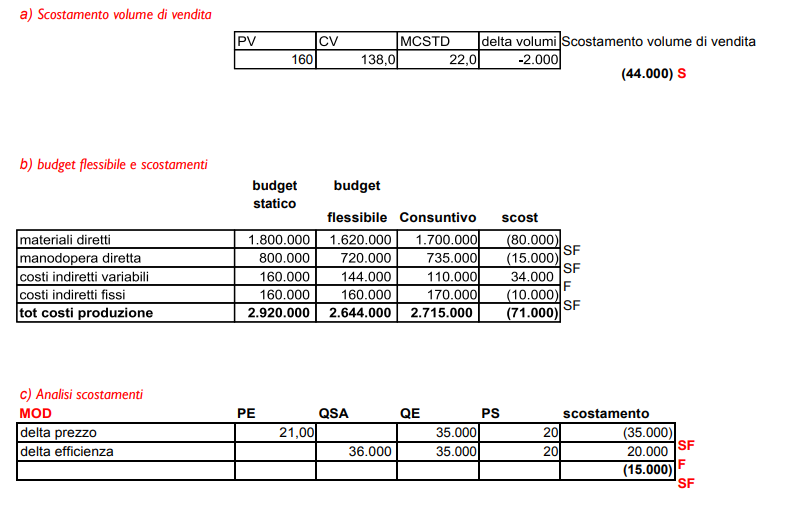 a) Scostamento volume di vendita
PV CV MCSTD delta volumi Scostamento volume di vendita
160 138,0 22,0 -2.000
(44.000) S
b) budget flessibile e scostamenti
budget budget
statico
flessibile Consuntivo scost
materiali diretti 1.800.000 1.620.000 1.700.000 (80.000)
SF
manodopera diretta 800.000 720.000 735.000 (15.000)
SF
costi indiretti variabili 160.000 144.000 110.000 34.000
F
costi indiretti fissi 160.000 160.000 170.000 (10.000)
SF
tot costi produzione 2.920.000 2.644.000 2.715.000 (71.000)
c) Analisi scostamenti
MOD PE QSA QE PS scostamento
delta prezzo 21,00 35.000 20 (35.000)
SF
delta efficienza 36.000 35.000 20 20.000
F
(15.000)
SF